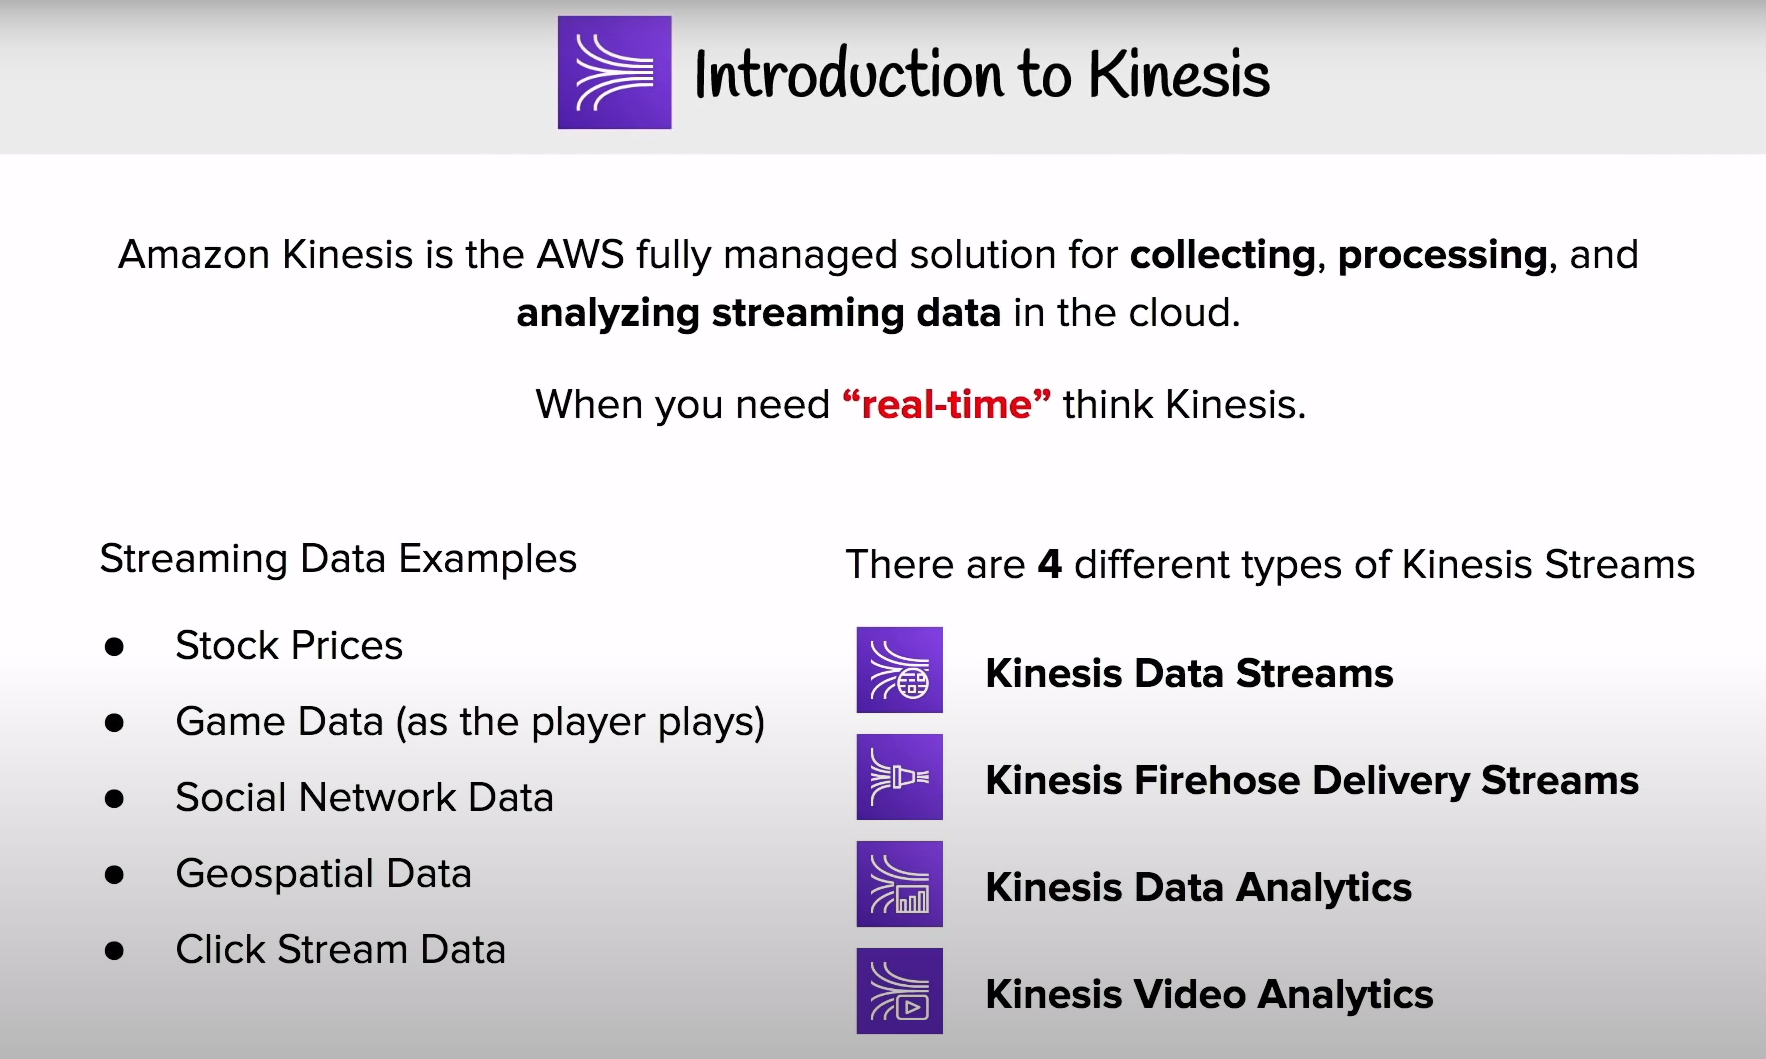 Introduction to Kinesis
Amazon Kinesis is the AWS fully managed solution for collecting, processing, and
analyzing streaming data in the cloud.
When you need “real-time” think Kinesis.
Streaming Data Examples
● Stock Prices
● Game Data (as the player plays)
● Social Network Data
● Geospatial Data
● Click Stream Data
There are 4 different types of Kinesis Streams
Kinesis Data Streams
Kinesis Firehose Delivery Streams
Kinesis Data Analytics
Kinesis Video Analytics